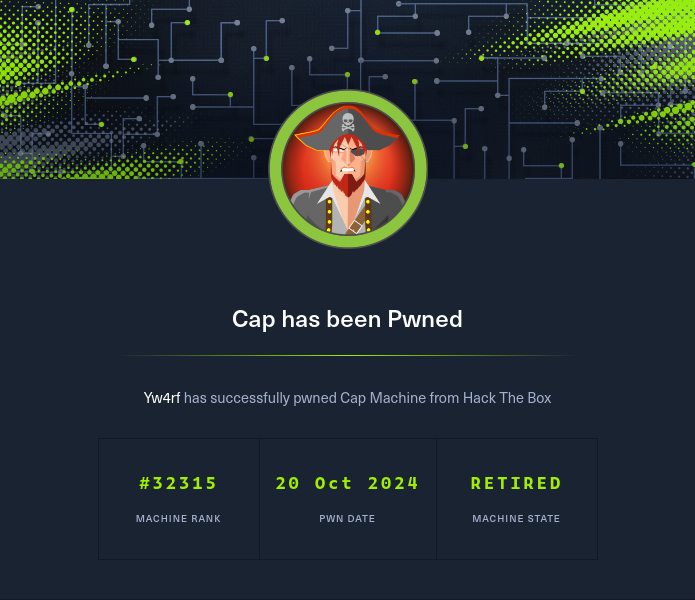 Cap has been Pwned
Yw4rf has successfully pwned Cap Machine from Hack The Box
#32315 20 Oct 2024 RETIRED
MACHINE RANK PWN DATE MACHINE STATE